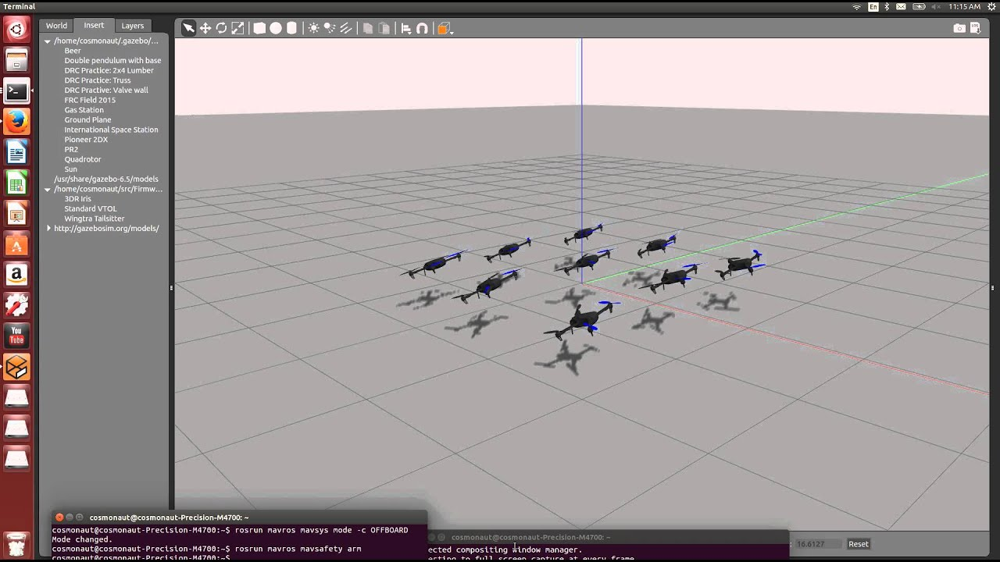 Terminal
En
11:15 AM
World Insert Layers
/home/cosmonaut/.gazebo/...
Beer
Double pendulum with base
DRC Practice: 2x4 Lumber
DRC Practice: Truss
DRC Practive: Valve wall
FRC Field 2015
Gas Station
Ground Plane
International Space Station
Pioneer 2DX
PR2
Quadrotor
Sun
/usr/share/gazebo-6.5/models
/home/cosmonaut/src/Firmw...
3DR Iris
Standard VTOL
Wingtra Tailsitter
http://gazebosim.org/models/
LOG
You
Tube
cosmonaut@cosmonaut-Precision-M4700: ~
cosmonaut@cosmonaut-Precision-M4700:~$ rosrun mavros mavsys mode -c OFFBOARD
Mode changed.
cosmonaut@cosmonaut-Precision-M4700:~$ rosrun mavros mavsafety arm
cosmonaut@cosmonaut-Precision-M4700:~$
cosmonaut@cosmonaut-Precision-M4700: ~
ected compositing window manager.
ecting to full screen capture at every frame.
16.6127
Reset